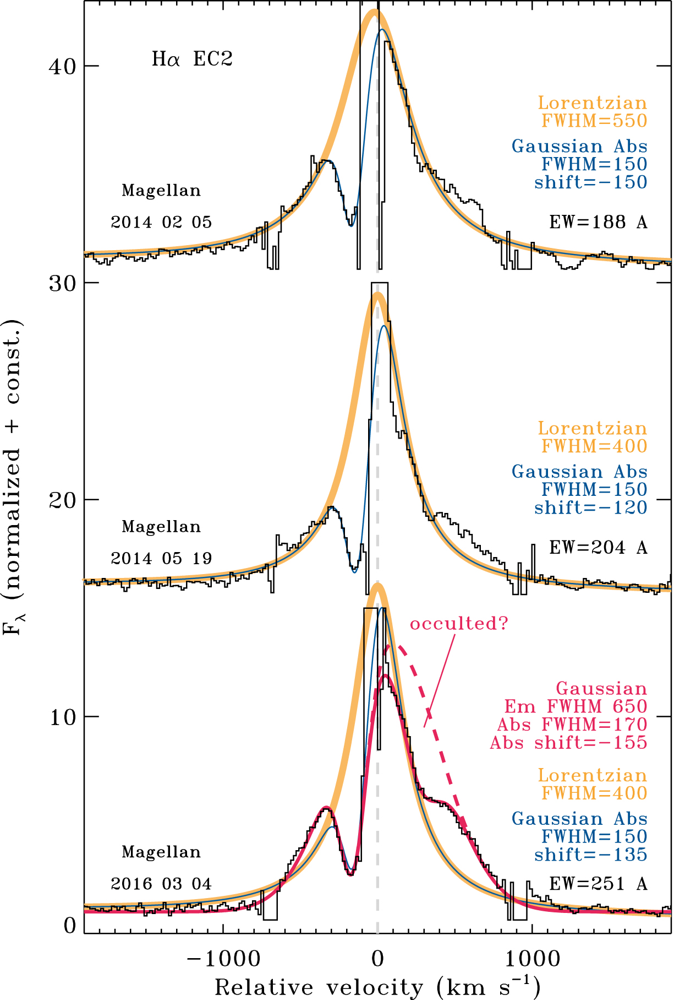 Hα EC2
40
Lorentzian
FWHM=550
Gaussian Abs
FWHM=150
shift=−150
Magellan
2014 02 05
EW=188 A
30
Lorentzian
FWHM=400
Gaussian Abs
FWHM=150
shift=−120
20
Magellan
2014 05 19
EW=204 A
Fλ (normalized + const.)
occulted?
Gaussian
Em FWHM 650
Abs FWHM=170
Abs shift=−155
10
Lorentzian
FWHM=400
Gaussian Abs
FWHM=150
shift=−135
Magellan
2016 03 04
EW=251 A
0
−1000 0 1000
Relative velocity (km s⁻¹)